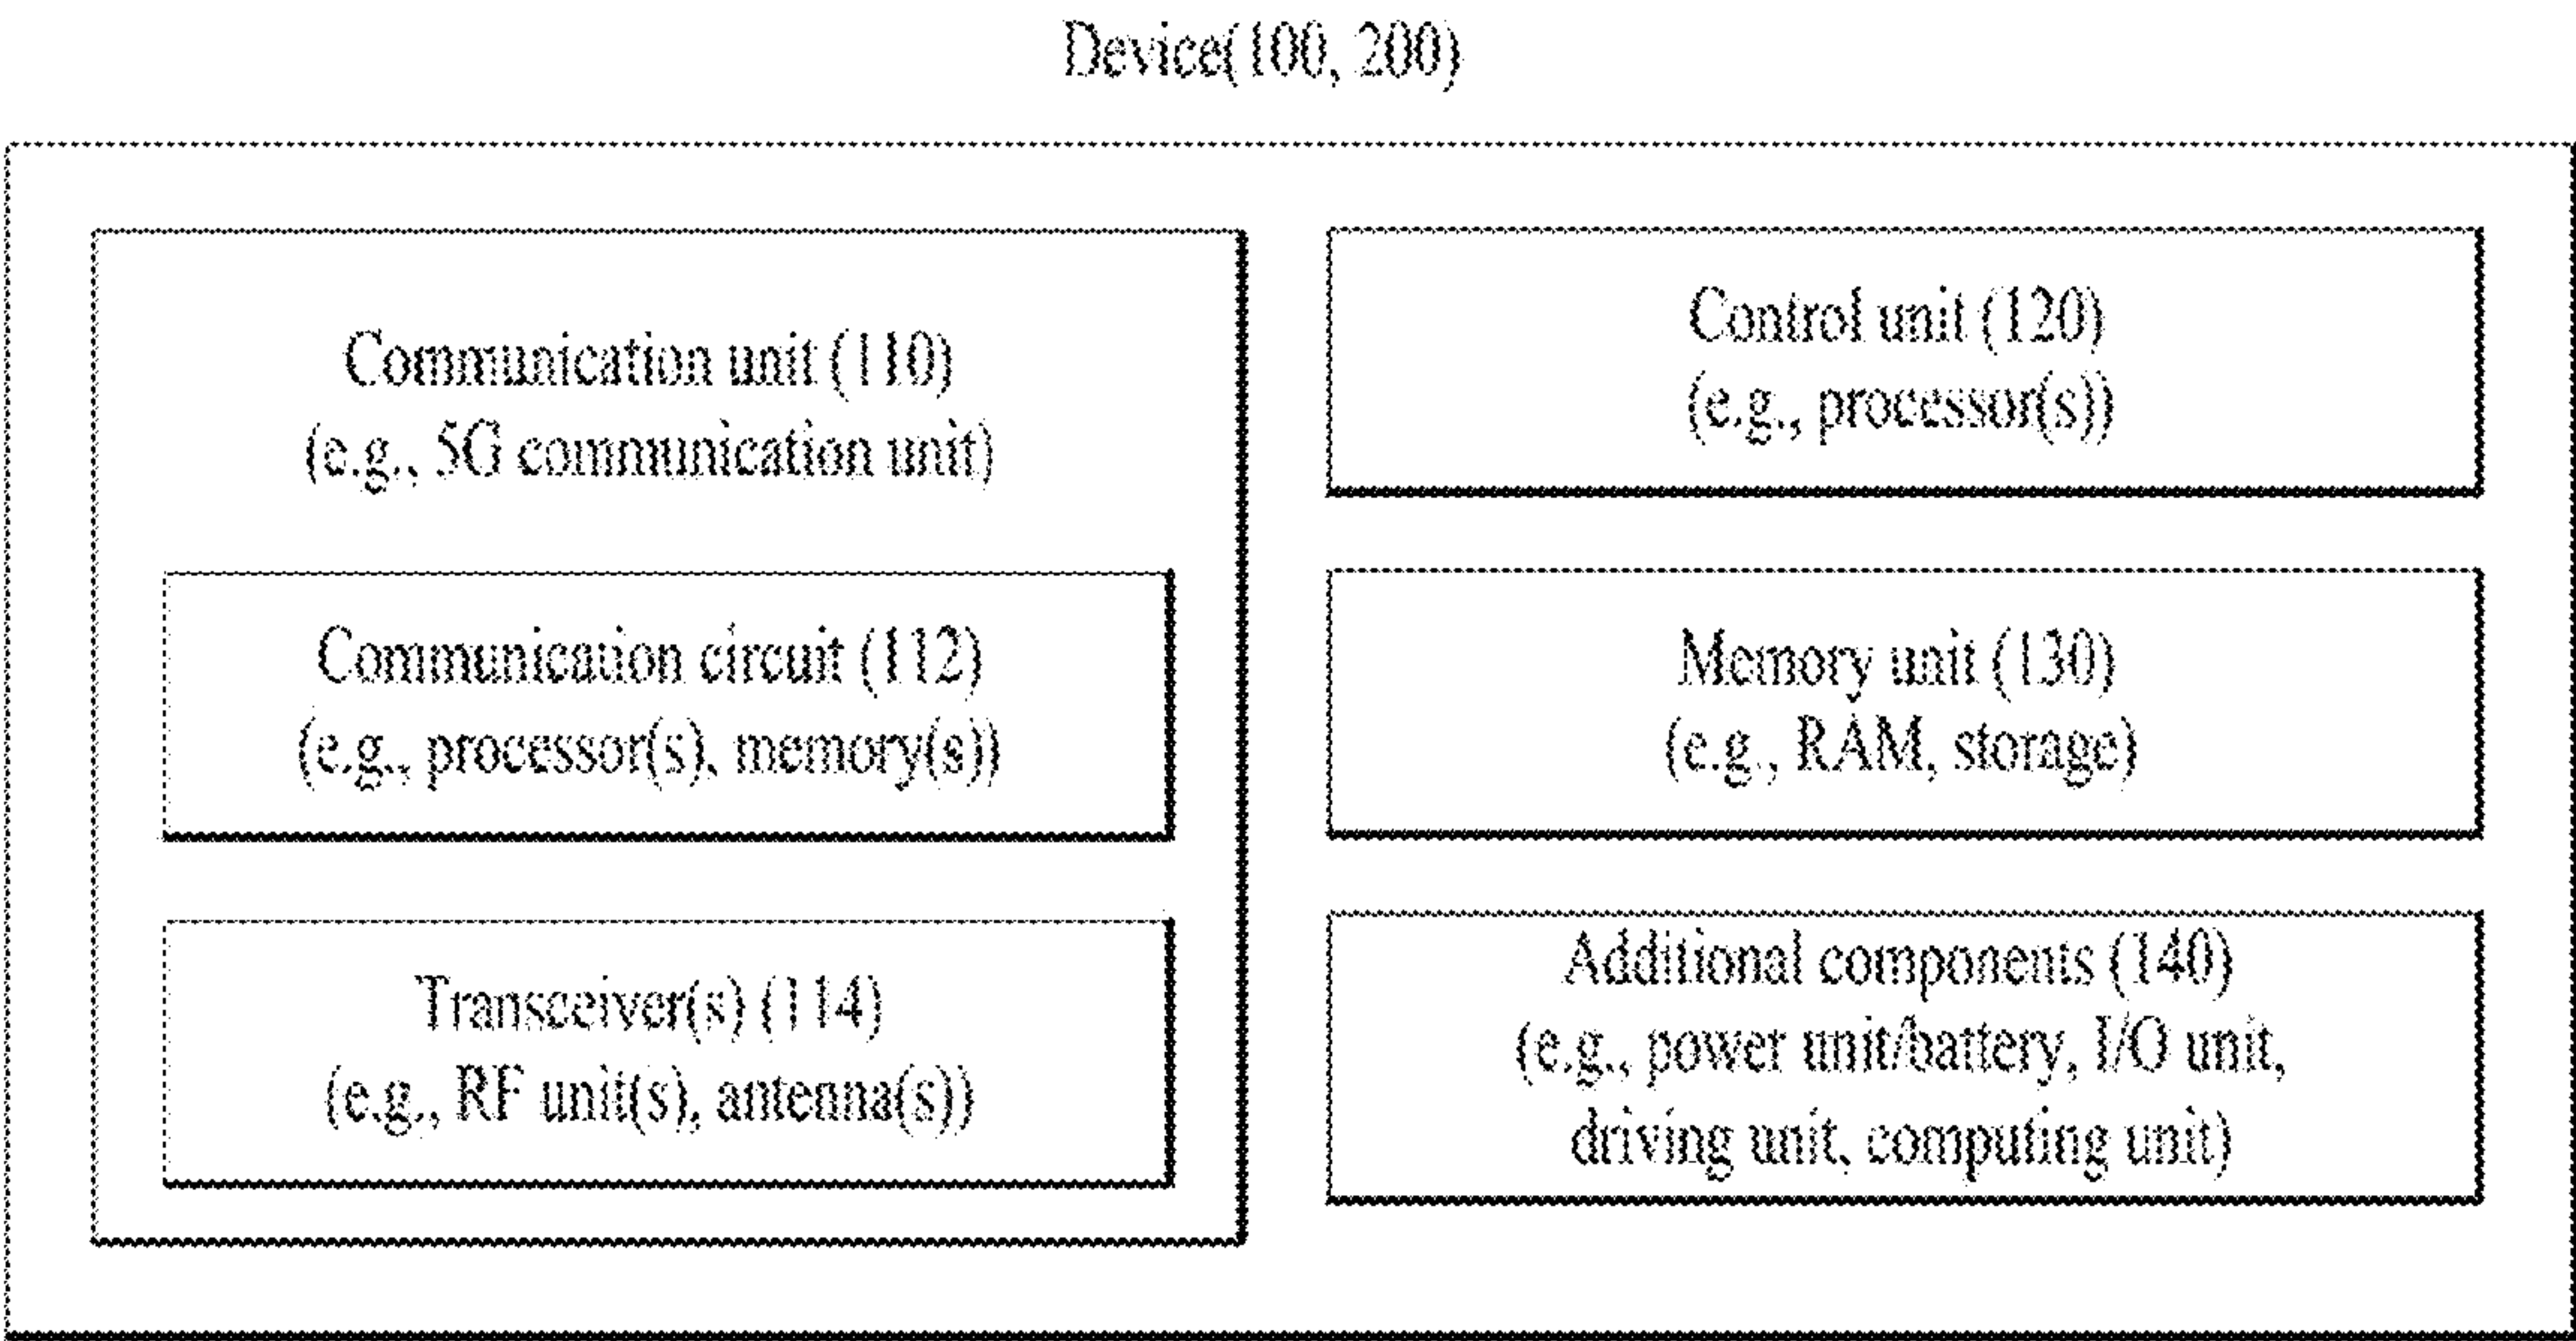 Device(100, 200)
Communication unit (110)
(e.g., 5G communication unit)
Communication circuit (112)
(e.g., processor(s), memory(s))
Transceiver(s) (114)
(e.g., RF unit(s), antenna(s))
Control unit (120)
(e.g., processor(s))
Memory unit (130)
(e.g., RAM, storage)
Additional components (140)
(e.g., power unit/battery, I/O unit,
driving unit, computing unit)